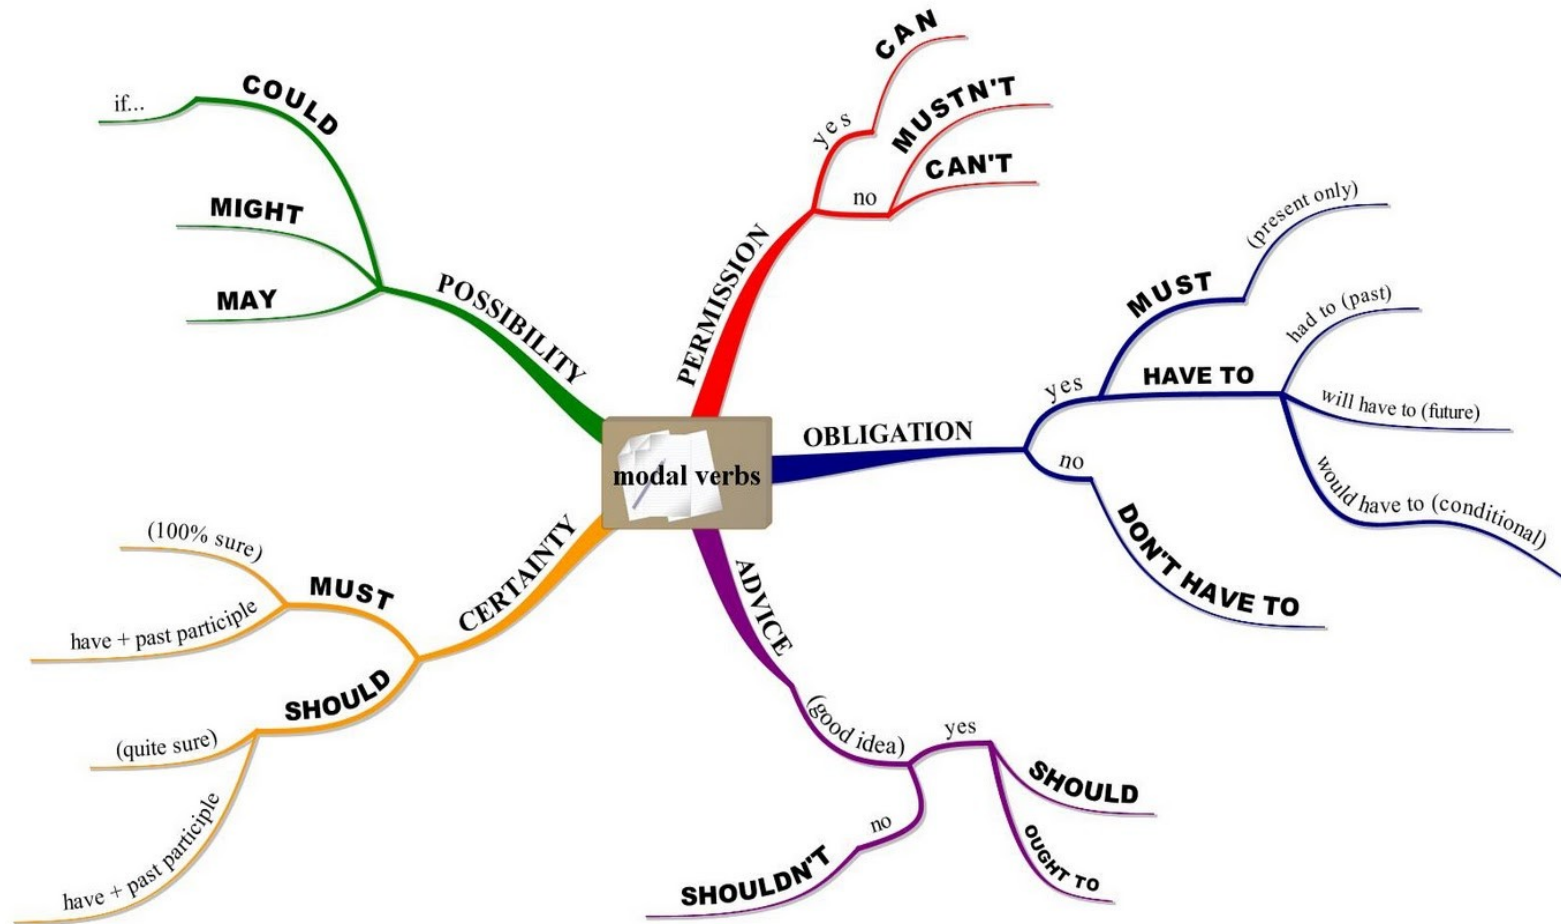 modal verbs
POSSIBILITY
COULD
if...
MIGHT
MAY
PERMISSION
yes
CAN
no
MUSTN'T
CAN'T
OBLIGATION
yes
MUST
(present only)
HAVE TO
had to (past)
will have to (future)
would have to (conditional)
no
DON'T HAVE TO
ADVICE
(good idea)
yes
SHOULD
OUGHT TO
no
SHOULDN'T
CERTAINTY
MUST
(100% sure)
have + past participle
SHOULD
(quite sure)
have + past participle